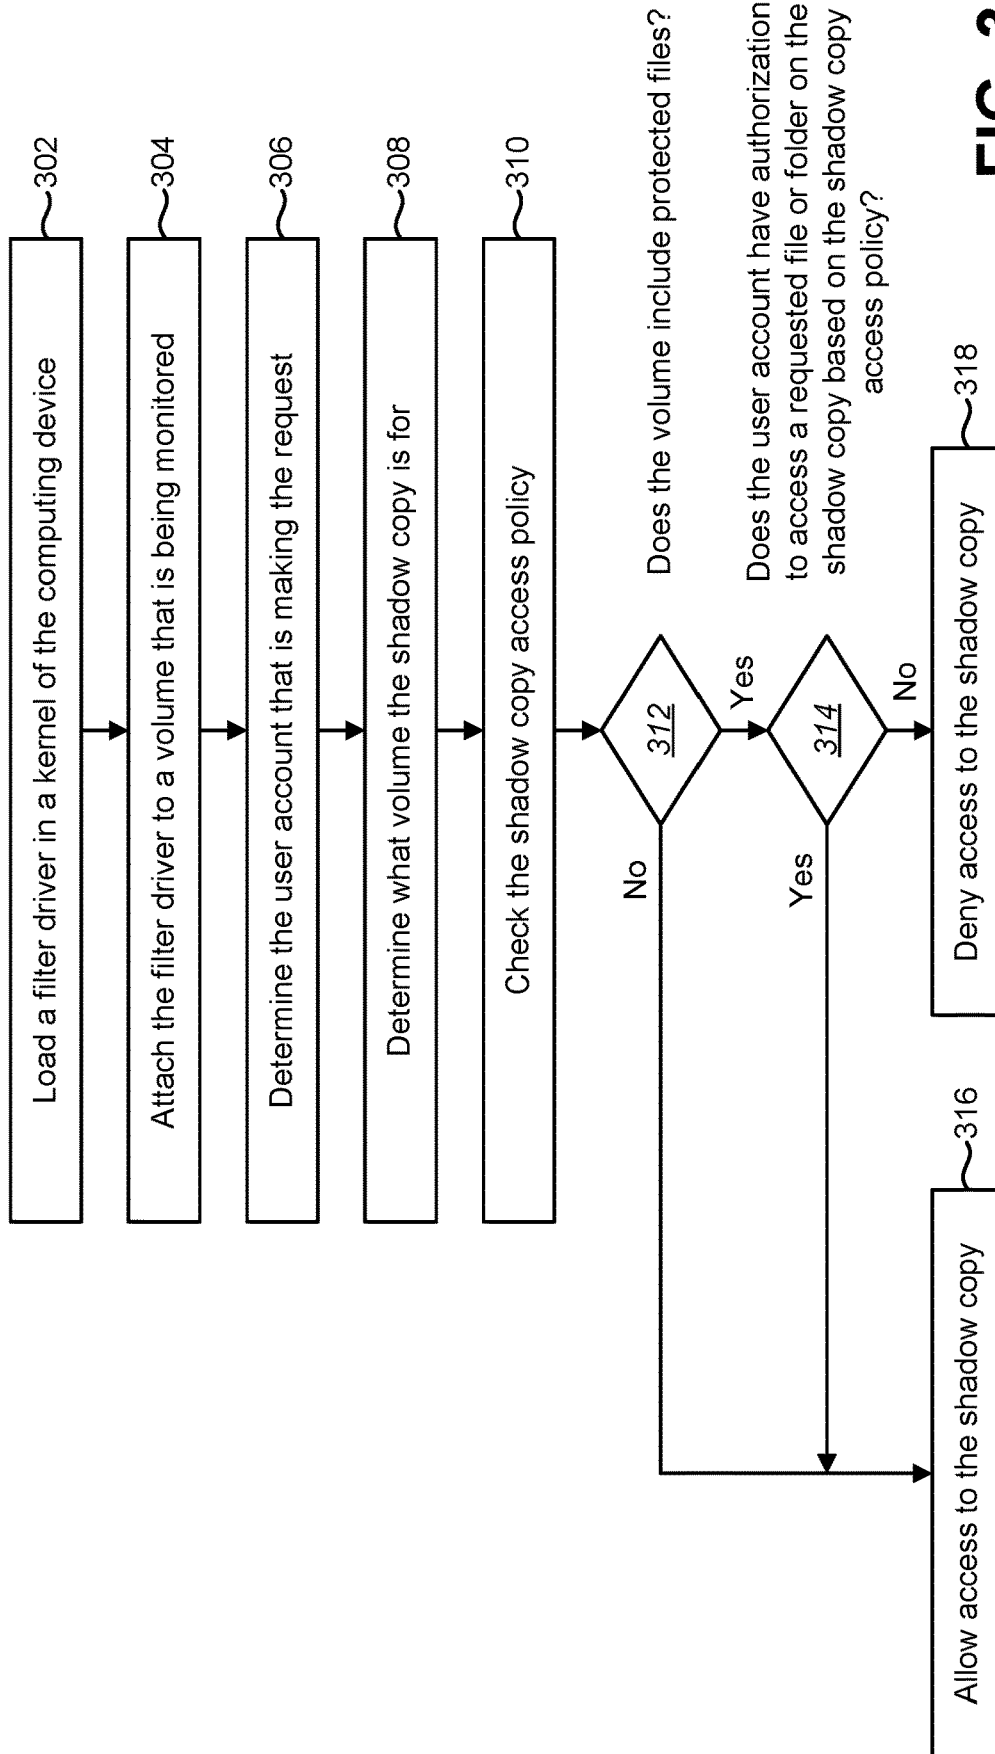 Load a filter driver in a kernel of the computing device
302
Attach the filter driver to a volume that is being monitored
304
Determine the user account that is making the request
306
Determine what volume the shadow copy is for
308
Check the shadow copy access policy
310
312
Does the volume include protected files?
No
Yes
314
Does the user account have authorization
to access a requested file or folder on the
shadow copy based on the shadow copy
access policy?
Yes
No
Allow access to the shadow copy
316
Deny access to the shadow copy
318
FIG.